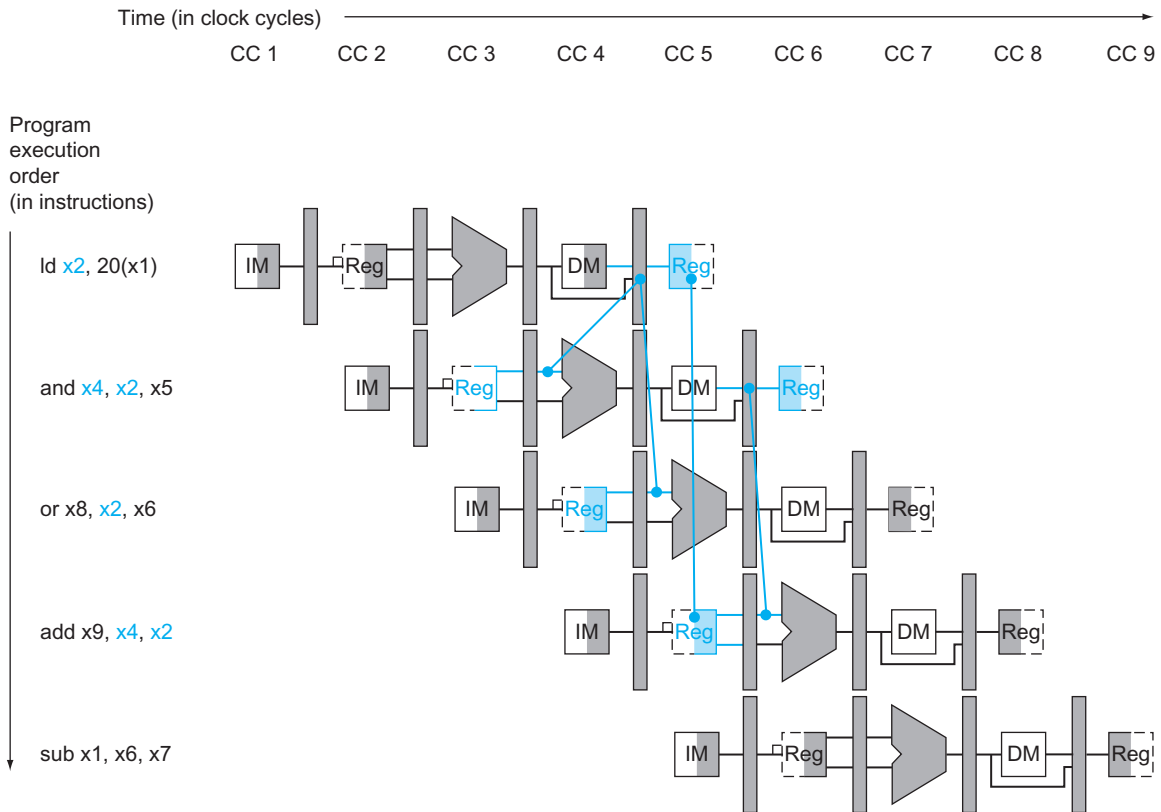 Time (in clock cycles)
CC 1 CC 2 CC 3 CC 4 CC 5 CC 6 CC 7 CC 8 CC 9
Program
execution
order
(in instructions)
ld x2, 20(x1)
IM Reg DM Reg
and x4, x2, x5
IM Reg DM Reg
or x8, x2, x6
IM Reg DM Reg
add x9, x4, x2
IM Reg DM Reg
sub x1, x6, x7
IM Reg DM Reg